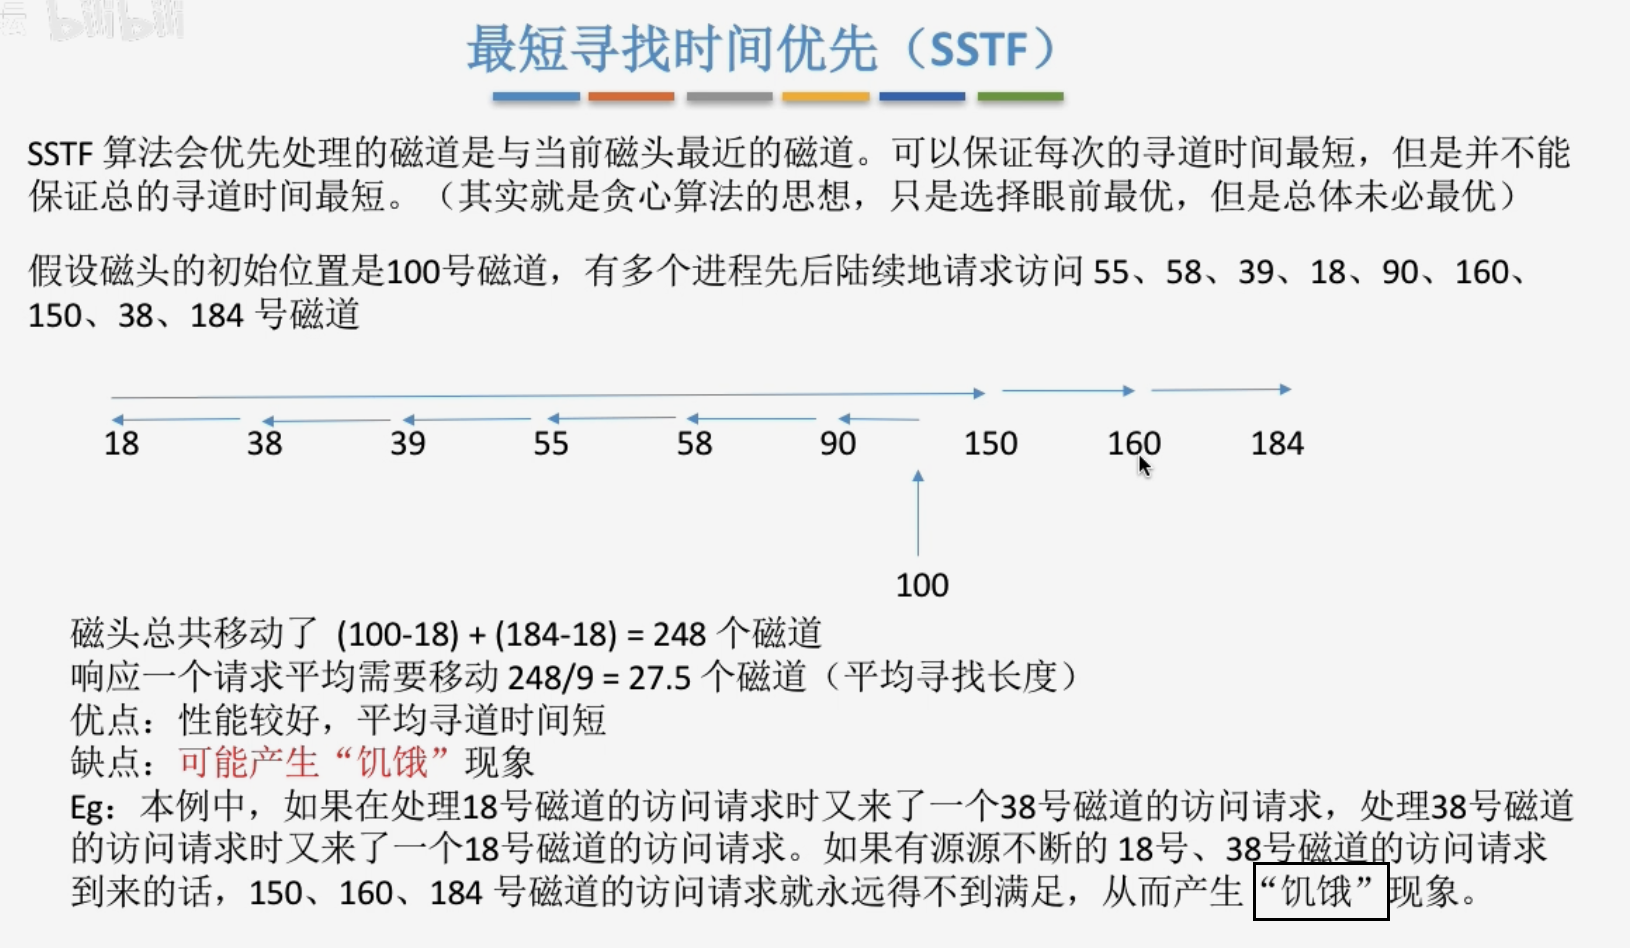 bilibili
最短寻找时间优先（SSTF）
SSTF 算法会优先处理的磁道是与当前磁头最近的磁道。可以保证每次的寻道时间最短，但是并不能
保证总的寻道时间最短。（其实就是贪心算法的思想，只是选择眼前最优，但是总体未必最优）
假设磁头的初始位置是100号磁道，有多个进程先后陆续地请求访问 55、58、39、18、90、160、
150、38、184 号磁道
18 38 39 55 58 90 150 160 184
100
磁头总共移动了 (100-18) + (184-18) = 248 个磁道
响应一个请求平均需要移动 248/9 = 27.5 个磁道（平均寻找长度）
优点：性能较好，平均寻道时间短
缺点：可能产生“饥饿”现象
Eg：本例中，如果在处理18号磁道的访问请求时又来了一个38号磁道的访问请求，处理38号磁道
的访问请求时又来了一个18号磁道的访问请求。如果有源源不断的 18号、38号磁道的访问请求
到来的话，150、160、184 号磁道的访问请求就永远得不到满足，从而产生“饥饿”现象。